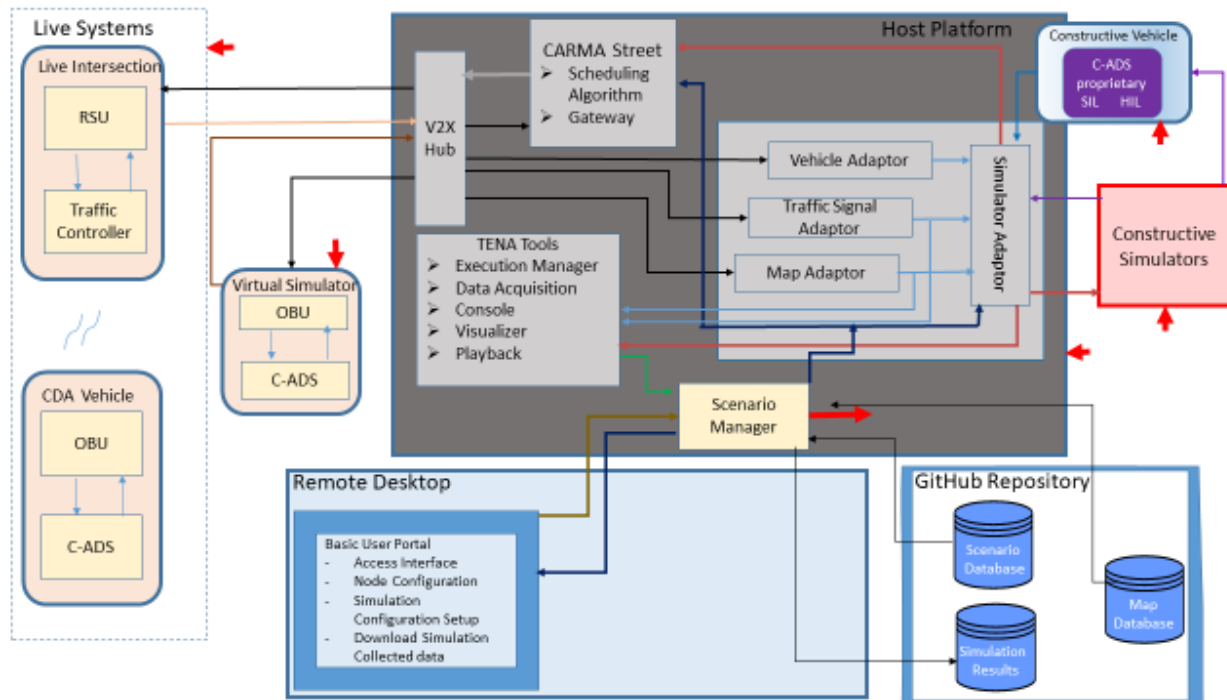 Live Systems
Live Intersection
RSU
Traffic
Controller
CDA Vehicle
OBU
C-ADS
Virtual Simulator
OBU
C-ADS
Host Platform
V2X
Hub
CARMA Street
➢ Scheduling
Algorithm
➢ Gateway
Vehicle Adaptor
Traffic Signal
Adaptor
Map Adaptor
Simulator Adaptor
TENA Tools
➢ Execution Manager
➢ Data Acquisition
➢ Console
➢ Visualizer
➢ Playback
Scenario
Manager
Constructive Vehicle
C-ADS
proprietary
SIL HIL
Constructive
Simulators
Remote Desktop
Basic User Portal
- Access Interface
- Node Configuration
- Simulation
Configuration Setup
- Download Simulation
Collected data
GitHub Repository
Scenario
Database
Map
Database
Simulation
Results